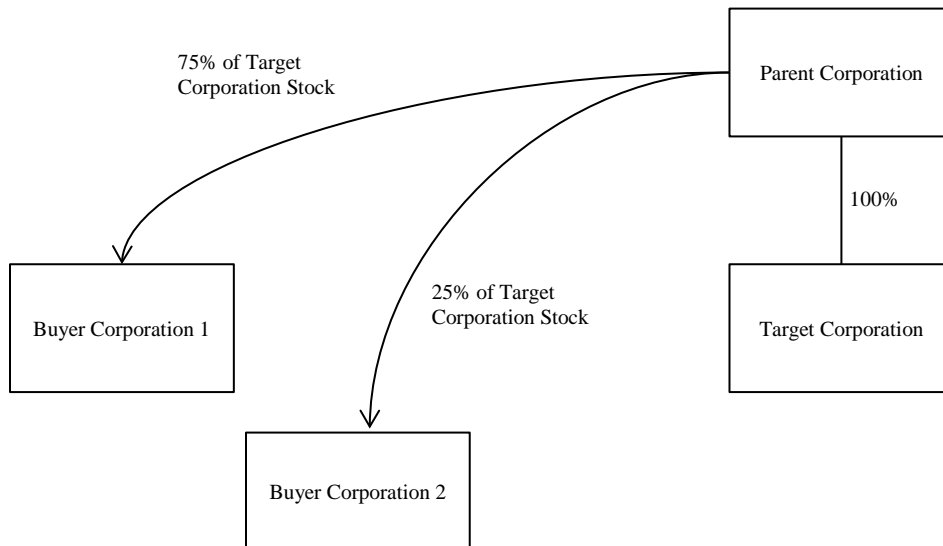 75% of Target
Corporation Stock
Parent Corporation
100%
Buyer Corporation 1
25% of Target
Corporation Stock
Target Corporation
Buyer Corporation 2